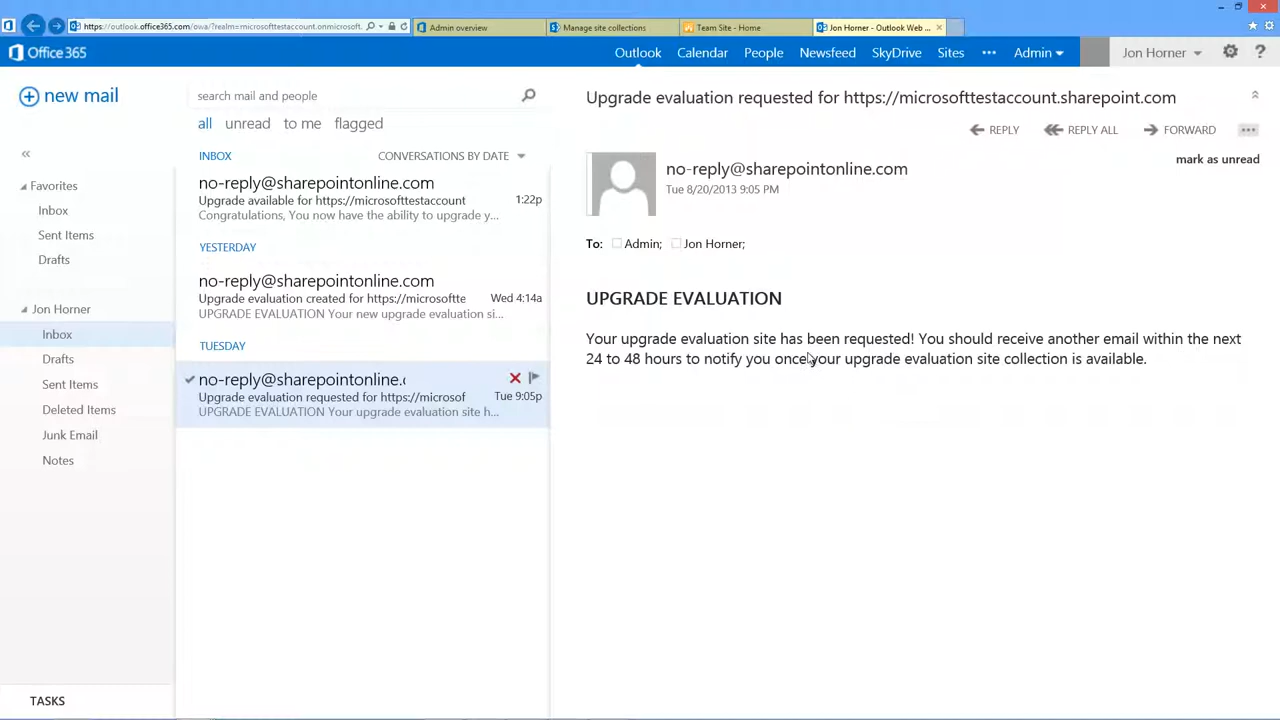 https://outlook.office365.com/owa/?realm=microsofttestaccount.onmicrosoft.
Admin overview
Manage site collections
Team Site - Home
Jon Horner - Outlook Web ...
Office 365
Outlook
Calendar
People
Newsfeed
SkyDrive
Sites
•••
Admin
Jon Horner
?
new mail
search mail and people
all
unread
to me
flagged
INBOX
CONVERSATIONS BY DATE
«
Favorites
Inbox
Sent Items
Drafts
Jon Horner
Inbox
Drafts
Sent Items
Deleted Items
Junk Email
Notes
TASKS
no-reply@sharepointonline.com
Upgrade available for https://microsofttestaccount
1:22p
Congratulations, You now have the ability to upgrade y...
YESTERDAY
no-reply@sharepointonline.com
Upgrade evaluation created for https://microsoftte
Wed 4:14a
UPGRADE EVALUATION Your new upgrade evaluation si...
TUESDAY
no-reply@sharepointonline.c
Upgrade evaluation requested for https://microsof
Tue 9:05p
UPGRADE EVALUATION Your upgrade evaluation site h...
Upgrade evaluation requested for https://microsofttestaccount.sharepoint.com
REPLY
REPLY ALL
FORWARD
•••
mark as unread
no-reply@sharepointonline.com
Tue 8/20/2013 9:05 PM
To: Admin; Jon Horner;
UPGRADE EVALUATION
Your upgrade evaluation site has been requested! You should receive another email within the next
24 to 48 hours to notify you once your upgrade evaluation site collection is available.